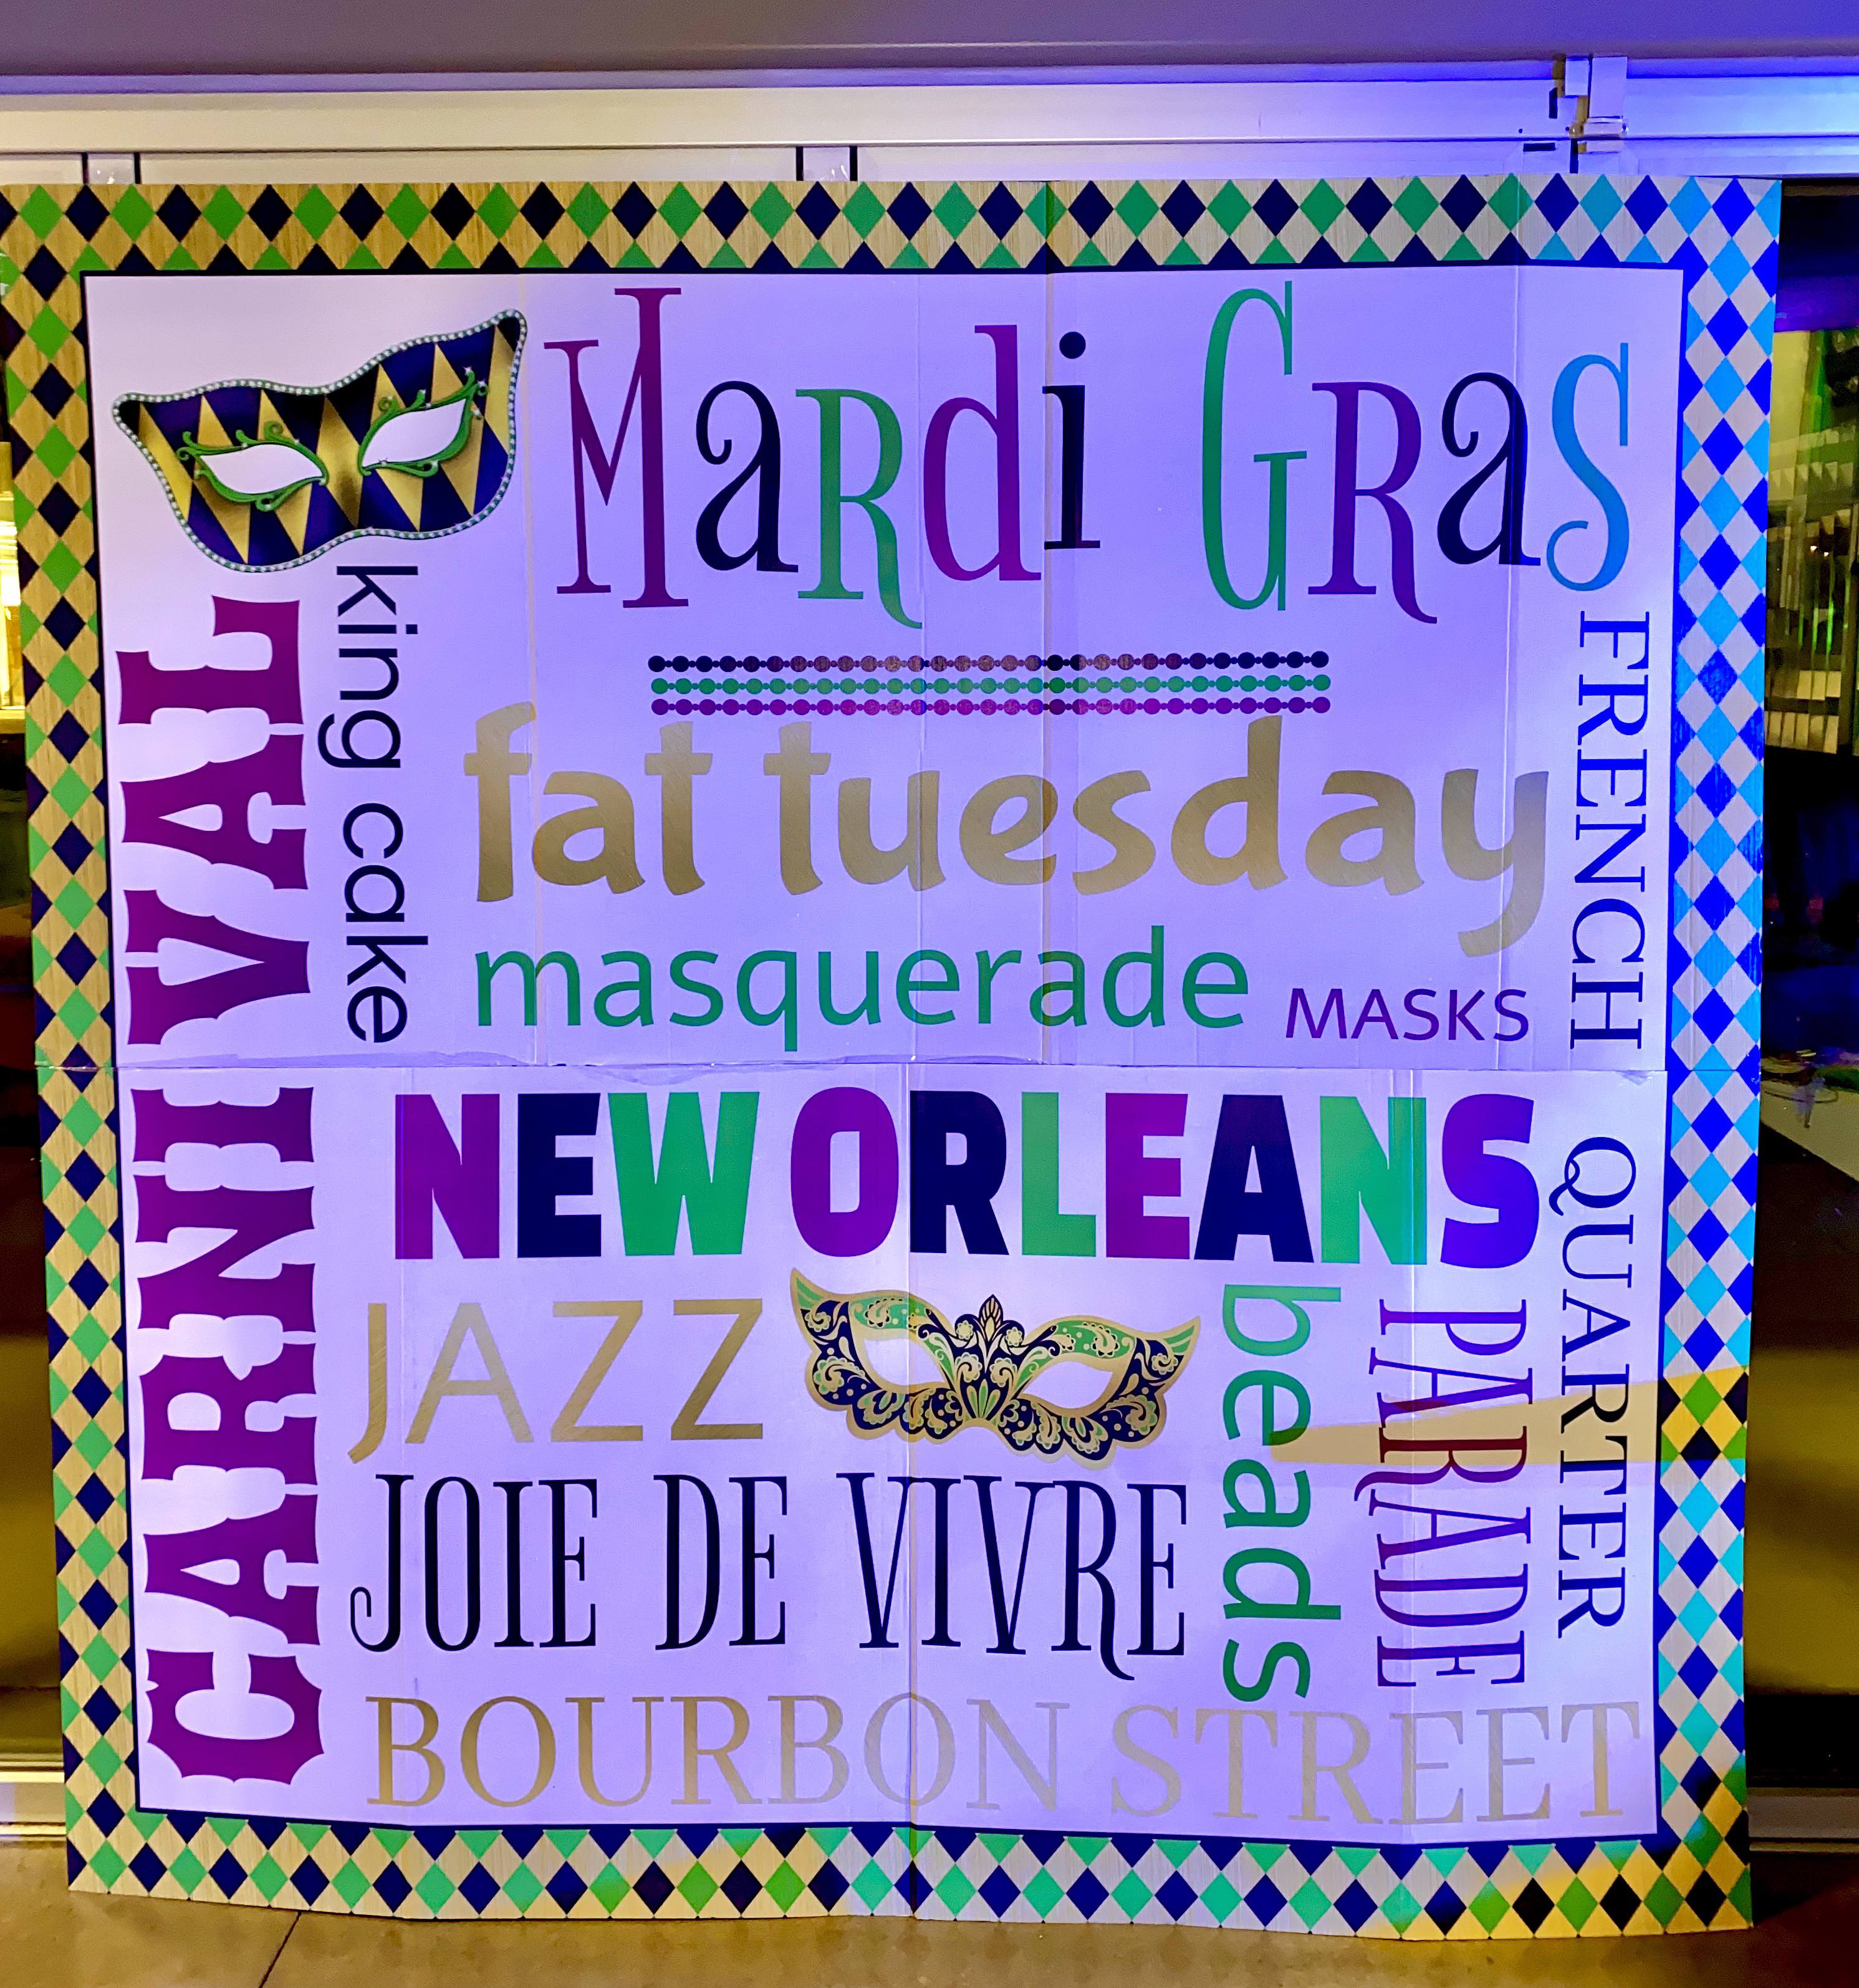 Mardi Gras
CARNIVAL
king cake
fat tuesday
masquerade MASKS
FRENCH QUARTER
NEW ORLEANS
JAZZ
beads
PARADE
JOIE DE VIVRE
BOURBON STREET